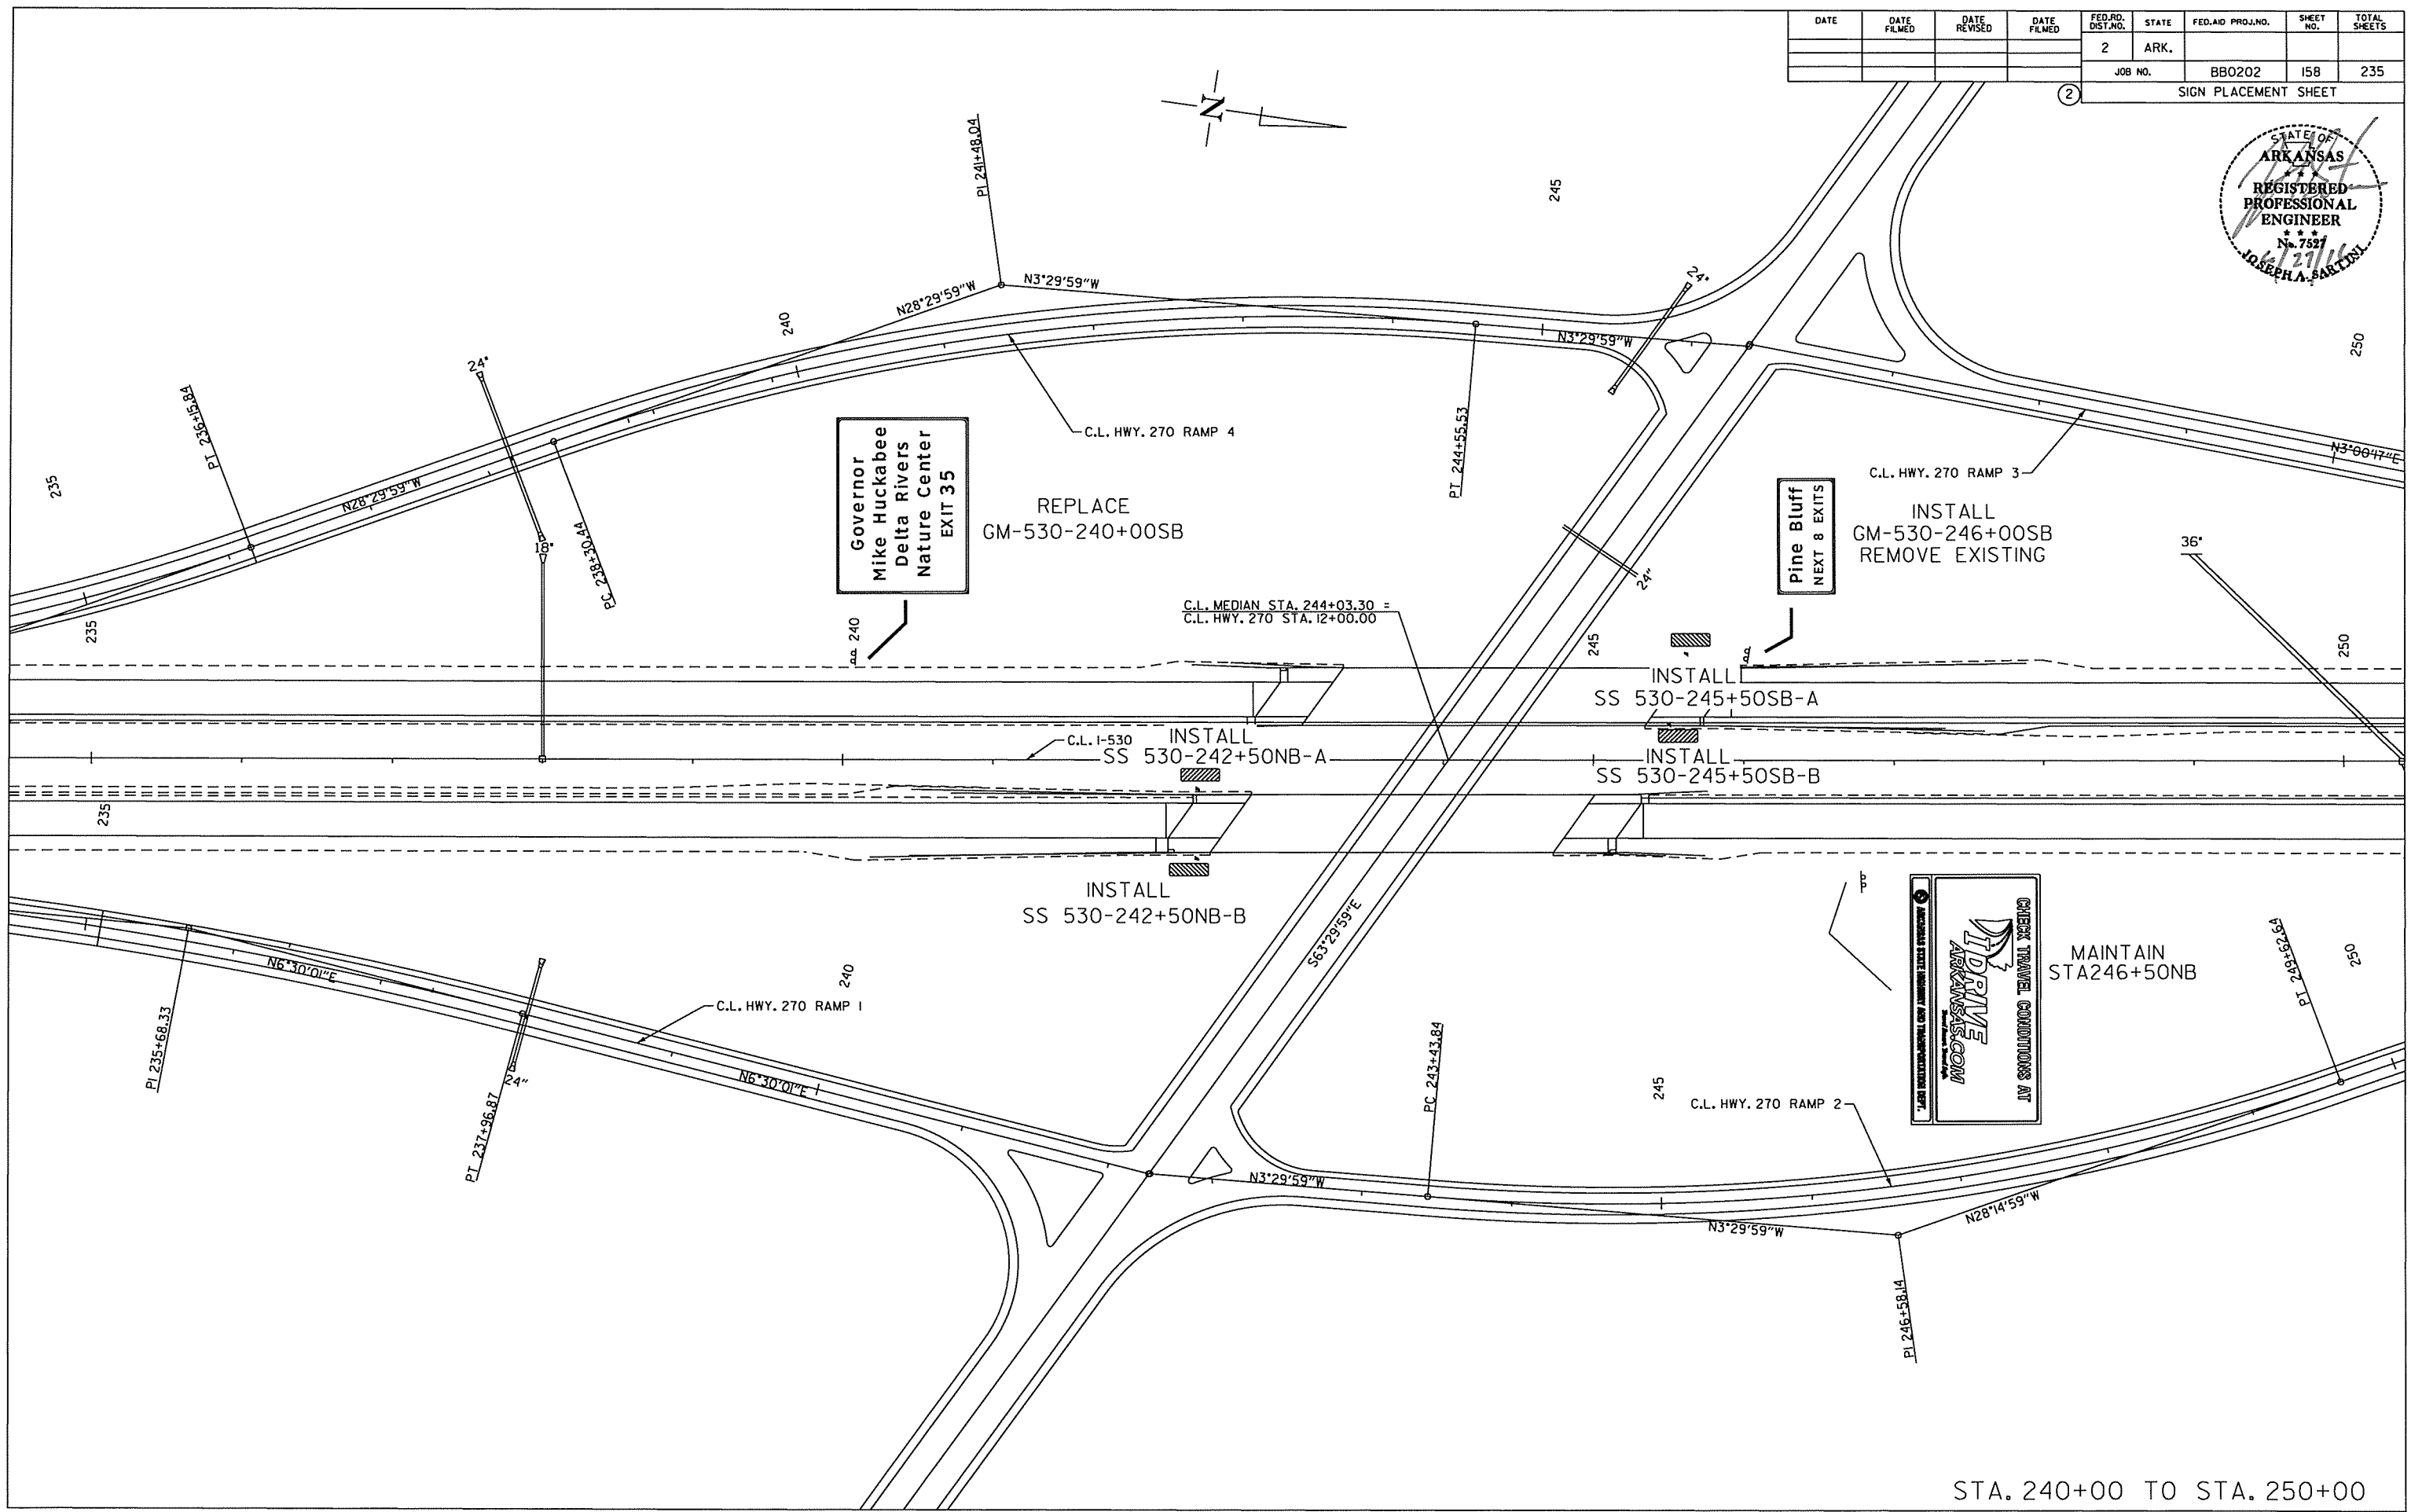 DATE
DATE FILMED
DATE REVISED
DATE FILMED
FED.RD. DIST.NO.
STATE
FED.AID PROJ.NO.
SHEET NO.
TOTAL SHEETS
2
ARK.
JOB NO.
BB0202
158
235
2
SIGN PLACEMENT SHEET
STATE OF
ARKANSAS
REGISTERED
PROFESSIONAL
ENGINEER
No. 7527
JOSEPH A. SARTINI
N
PI 241+48.04
N28°29'59"W
N3°29'59"W
245
24"
N3°29'59"W
250
240
24"
PT 236+15.84
235
N28°29'59"W
18"
PC 238+30.44
C.L. HWY. 270 RAMP 4
PT 244+55.53
C.L. HWY. 270 RAMP 3
N3°00'17"E
Governor
Mike Huckabee
Delta Rivers
Nature Center
EXIT 35
REPLACE
GM-530-240+00SB
Pine Bluff
NEXT 8 EXITS
INSTALL
GM-530-246+00SB
REMOVE EXISTING
36"
24"
C.L. MEDIAN STA. 244+03.30 =
C.L. HWY. 270 STA. 12+00.00
235
240
245
250
INSTALL
SS 530-245+50SB-A
C.L. I-530
INSTALL
SS 530-242+50NB-A
INSTALL
SS 530-245+50SB-B
235
INSTALL
SS 530-242+50NB-B
S63°29'59"E
CHECK TRAVEL CONDITIONS AT
IDRIVE
ARKANSAS.COM
ARKANSAS STATE HIGHWAY AND TRANSPORTATION DEPT.
MAINTAIN
STA246+50NB
PT 249+62.64
250
N6°30'01"E
240
C.L. HWY. 270 RAMP 1
PI 235+68.33
24"
PT 237+96.87
N6°30'01"E
PC 243+43.84
245
C.L. HWY. 270 RAMP 2
N3°29'59"W
N3°29'59"W
N28°14'59"W
PI 246+58.14
STA. 240+00 TO STA. 250+00